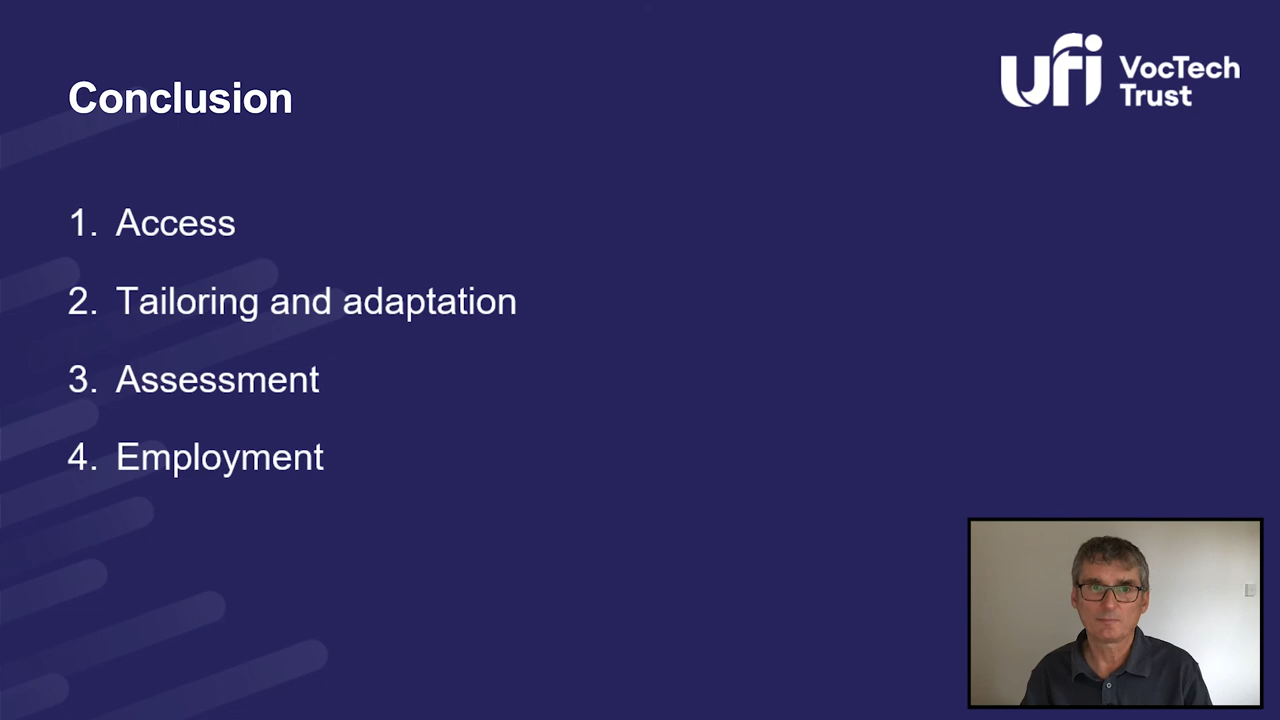 Conclusion
ufi VocTech
Trust
1. Access
2. Tailoring and adaptation
3. Assessment
4. Employment